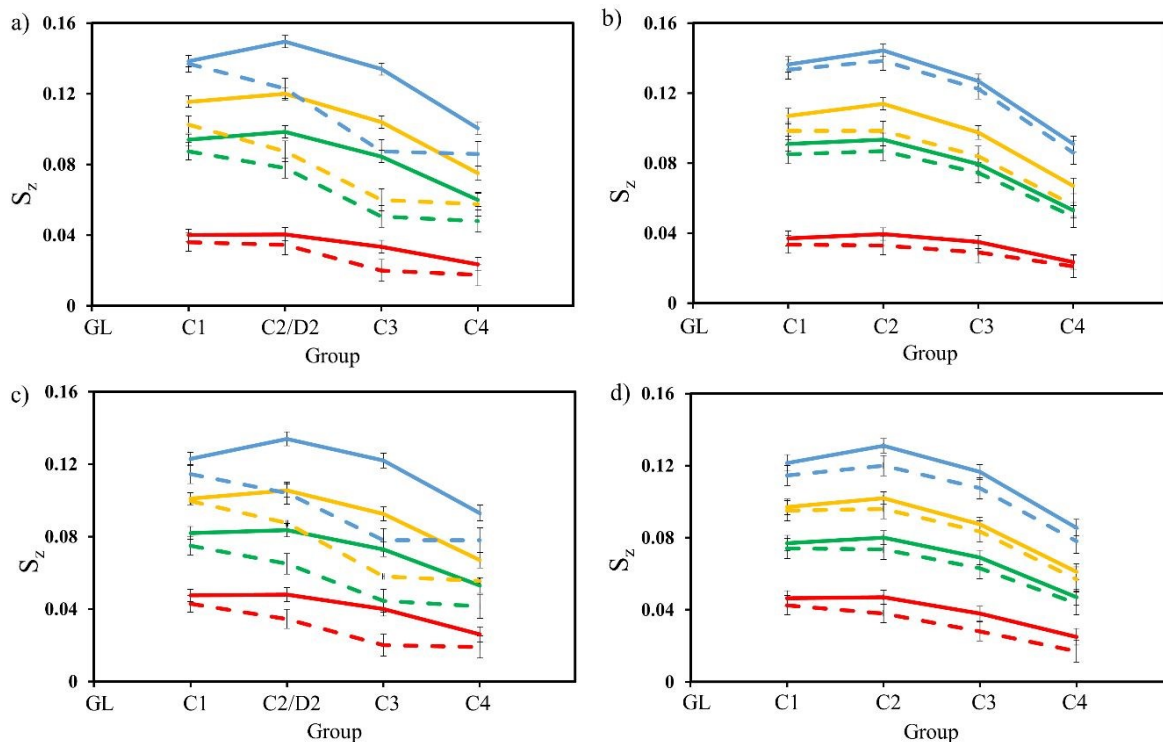 a)
0.16
0.12
0.08
0.04
0
S_z
GL C1 C2/D2 C3 C4
Group
b)
0.16
0.12
0.08
0.04
0
S_z
GL C1 C2 C3 C4
Group
c)
0.16
0.12
0.08
0.04
0
S_z
GL C1 C2/D2 C3 C4
Group
d)
0.16
0.12
0.08
0.04
0
S_z
GL C1 C2 C3 C4
Group